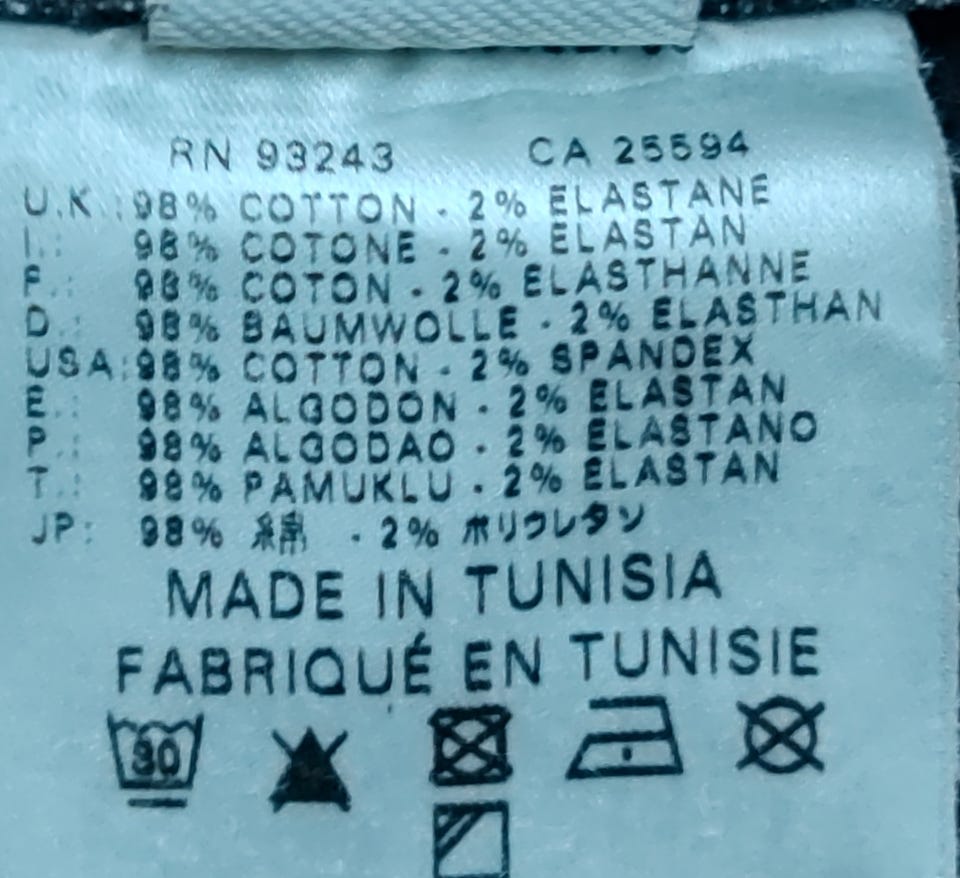 RN 93243 CA 25594
U.K.: 98% COTTON - 2% ELASTANE
I.: 98% COTONE - 2% ELASTAN
F.: 98% COTON - 2% ELASTHANNE
D.: 98% BAUMWOLLE - 2% ELASTHAN
USA: 98% COTTON - 2% SPANDEX
E.: 98% ALGODON - 2% ELASTAN
P.: 98% ALGODAO - 2% ELASTANO
T.: 98% PAMUKLU - 2% ELASTAN
JP: 98% 綿 - 2% ポリウレタン
MADE IN TUNISIA
FABRIQUÉ EN TUNISIE
30